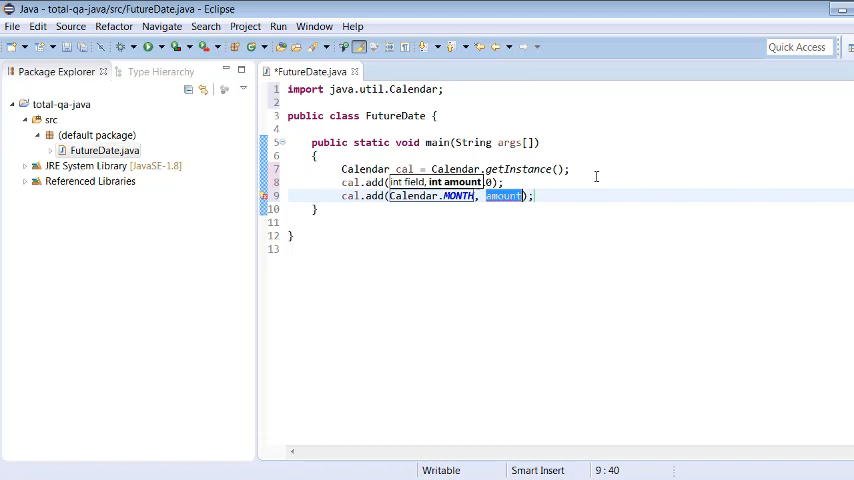 Java - total-qa-java/src/FutureDate.java - Eclipse
File Edit Source Refactor Navigate Search Project Run Window Help
Quick Access
Package Explorer Type Hierarchy
total-qa-java
src
(default package)
FutureDate.java
JRE System Library [JavaSE-1.8]
Referenced Libraries
*FutureDate.java
1 import java.util.Calendar;
2
3 public class FutureDate {
5 public static void main(String args[])
6 {
7 Calendar cal = Calendar.getInstance();
8 cal.add( int field, int amount 0);
9 cal.add(Calendar.MONTH, amount);
10 }
11
12 }
13
Writable Smart Insert 9 : 40